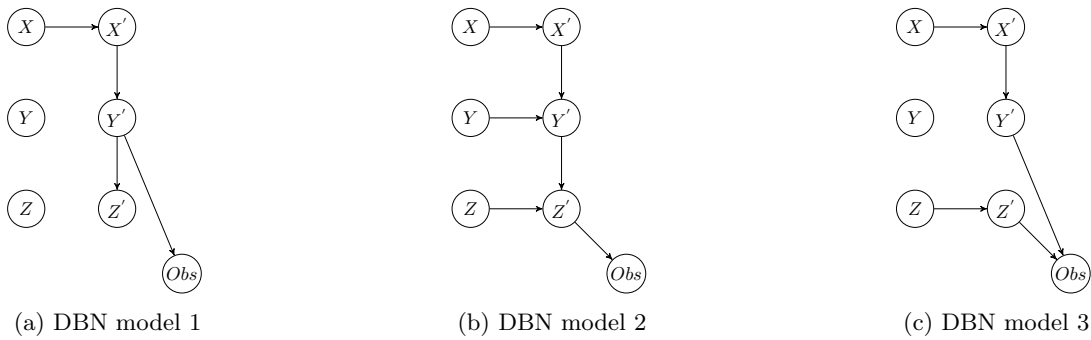 X X' X X' X X'
Y Y' Y Y' Y Y'
Z Z' Z Z' Z Z'
Obs Obs Obs
(a) DBN model 1 (b) DBN model 2 (c) DBN model 3